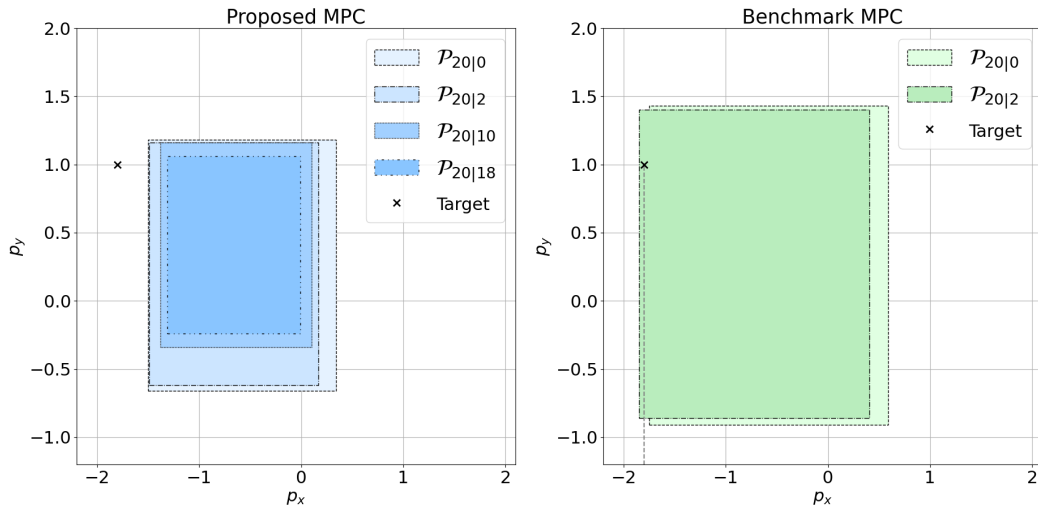 Proposed MPC
2.0
1.5
1.0
0.5
0.0
−0.5
−1.0
p_y
−2
−1
0
1
2
p_x
𝒫_{20|0}
𝒫_{20|2}
𝒫_{20|10}
𝒫_{20|18}
Target
Benchmark MPC
2.0
1.5
1.0
0.5
0.0
−0.5
−1.0
p_y
−2
−1
0
1
2
p_x
𝒫_{20|0}
𝒫_{20|2}
Target